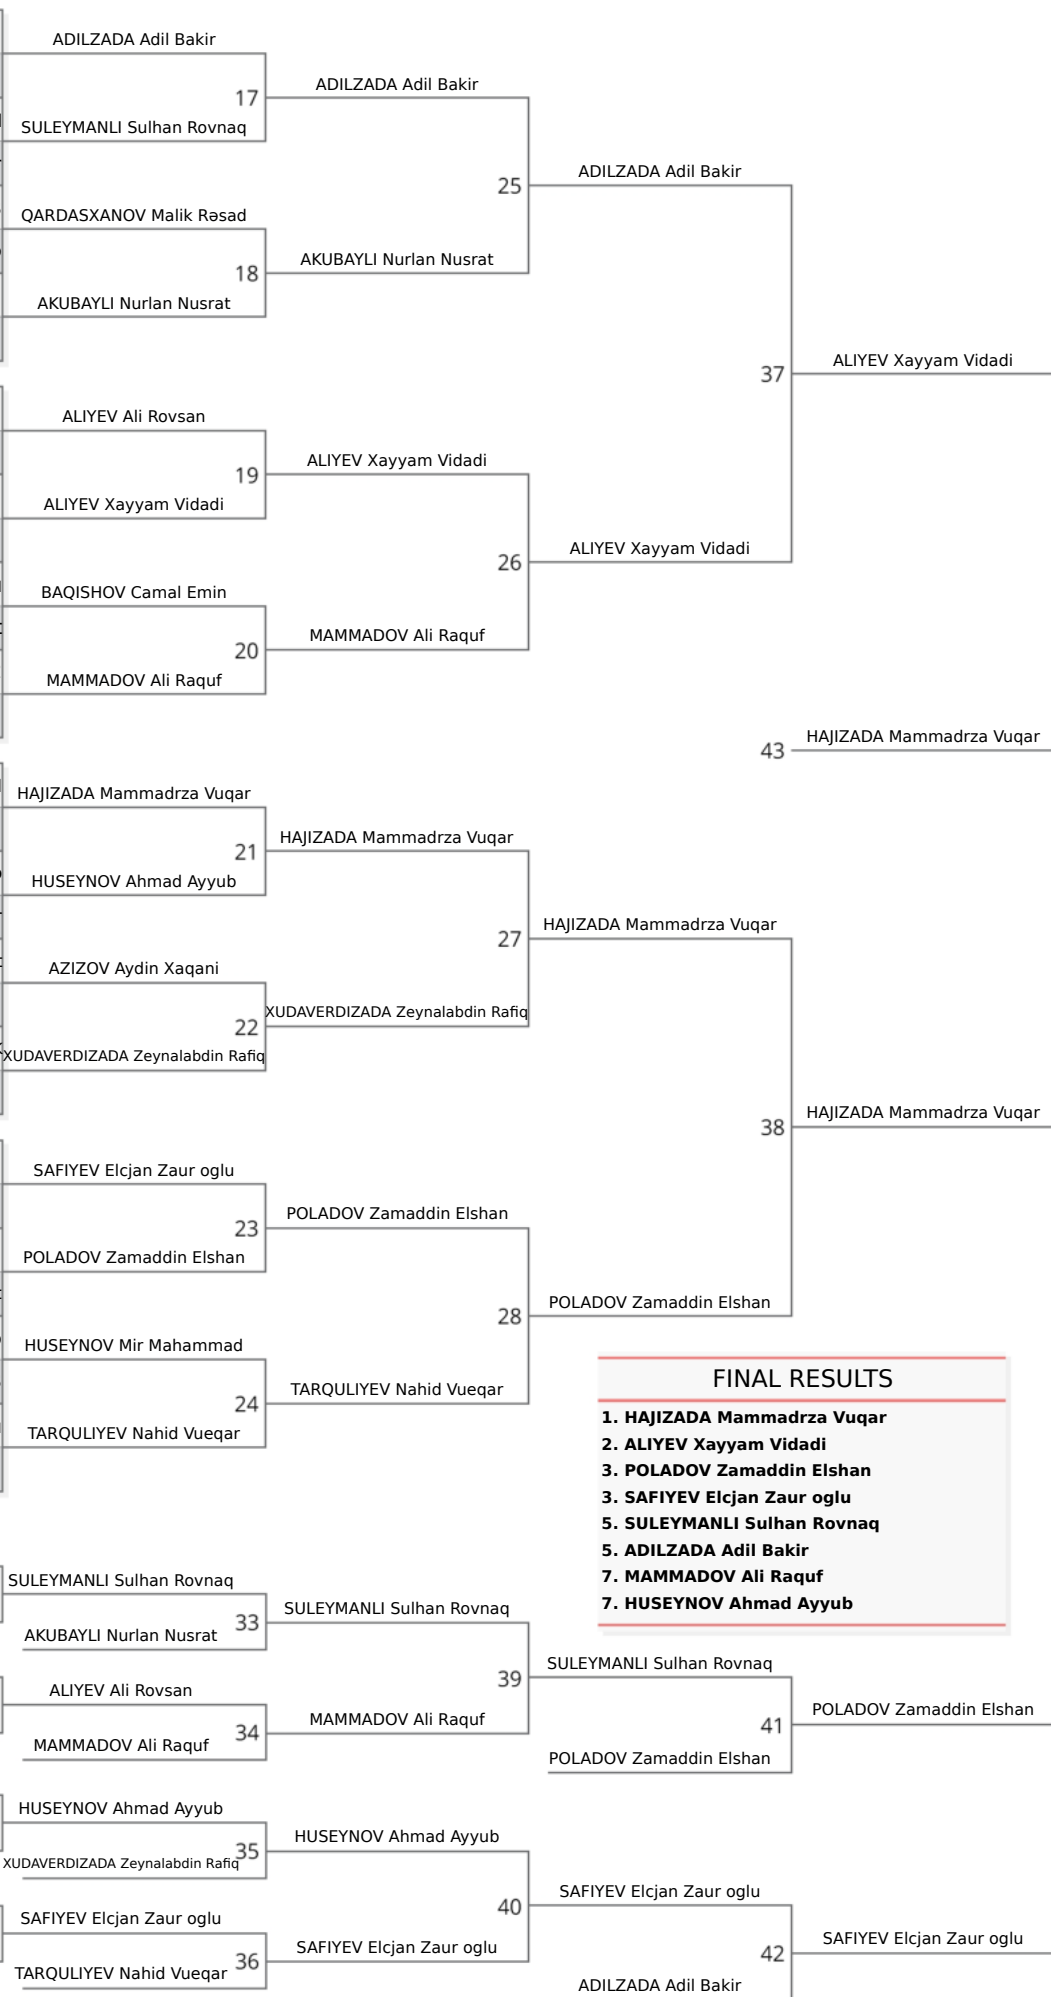 ADILZADA Adil Bakir
ADILZADA Adil Bakir
17
SULEYMANLI Sulhan Rovnaq
ADILZADA Adil Bakir
25
QARDASXANOV Malik Rəsad
AKUBAYLI Nurlan Nusrat
18
AKUBAYLI Nurlan Nusrat
ALIYEV Xayyam Vidadi
37
ALIYEV Ali Rovsan
ALIYEV Xayyam Vidadi
19
ALIYEV Xayyam Vidadi
ALIYEV Xayyam Vidadi
26
BAQISHOV Camal Emin
MAMMADOV Ali Raquf
20
MAMMADOV Ali Raquf
HAJIZADA Mammadrza Vuqar
43
HAJIZADA Mammadrza Vuqar
HAJIZADA Mammadrza Vuqar
21
HUSEYNOV Ahmad Ayyub
HAJIZADA Mammadrza Vuqar
27
AZIZOV Aydin Xaqani
XUDAVERDIZADA Zeynalabdin Rafiq
22
XUDAVERDIZADA Zeynalabdin Rafiq
HAJIZADA Mammadrza Vuqar
38
SAFIYEV Elcjan Zaur oglu
POLADOV Zamaddin Elshan
23
POLADOV Zamaddin Elshan
POLADOV Zamaddin Elshan
28
HUSEYNOV Mir Mahammad
TARQULIYEV Nahid Vueqar
24
TARQULIYEV Nahid Vueqar
FINAL RESULTS
1. HAJIZADA Mammadrza Vuqar
2. ALIYEV Xayyam Vidadi
3. POLADOV Zamaddin Elshan
3. SAFIYEV Elcjan Zaur oglu
5. SULEYMANLI Sulhan Rovnaq
5. ADILZADA Adil Bakir
7. MAMMADOV Ali Raquf
7. HUSEYNOV Ahmad Ayyub
SULEYMANLI Sulhan Rovnaq
SULEYMANLI Sulhan Rovnaq
33
AKUBAYLI Nurlan Nusrat
SULEYMANLI Sulhan Rovnaq
39
ALIYEV Ali Rovsan
MAMMADOV Ali Raquf
34
MAMMADOV Ali Raquf
POLADOV Zamaddin Elshan
41
POLADOV Zamaddin Elshan
HUSEYNOV Ahmad Ayyub
HUSEYNOV Ahmad Ayyub
35
XUDAVERDIZADA Zeynalabdin Rafiq
SAFIYEV Elcjan Zaur oglu
40
SAFIYEV Elcjan Zaur oglu
SAFIYEV Elcjan Zaur oglu
36
TARQULIYEV Nahid Vueqar
SAFIYEV Elcjan Zaur oglu
42
ADILZADA Adil Bakir